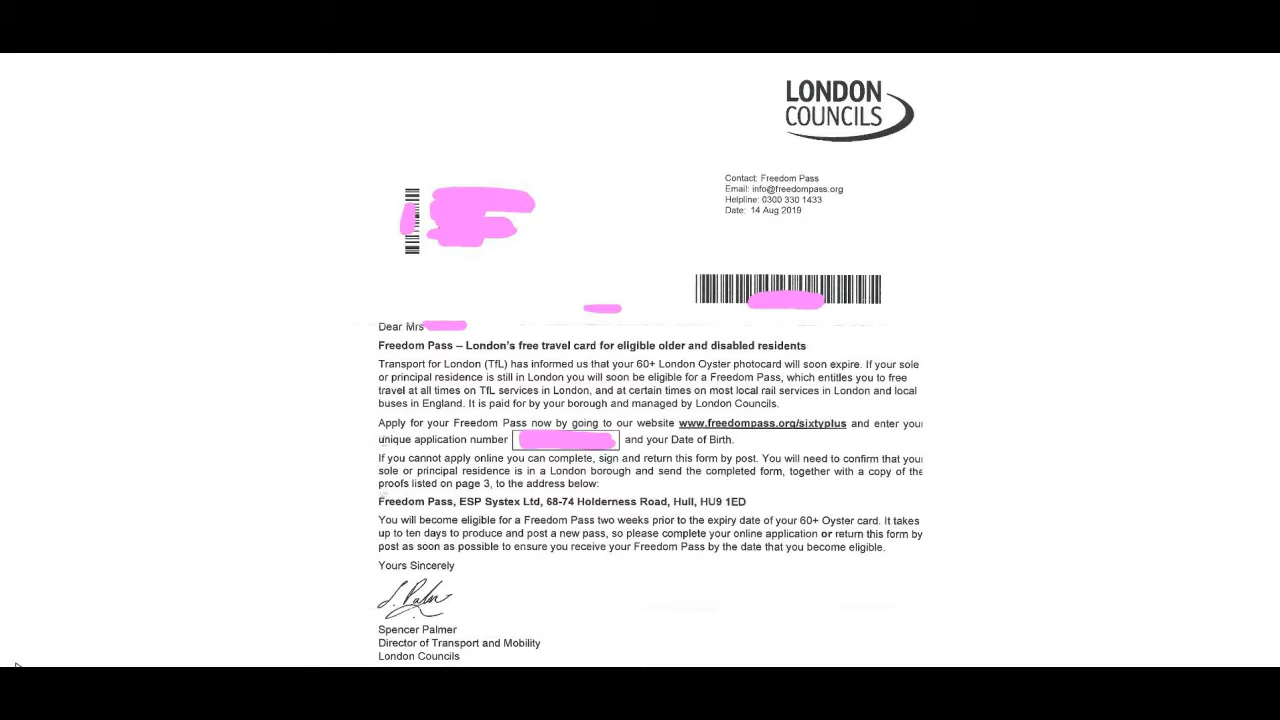 LONDON
COUNCILS
Contact: Freedom Pass
Email: info@freedompass.org
Helpline: 0300 330 1433
Date: 14 Aug 2019
Dear Mrs
Freedom Pass – London's free travel card for eligible older and disabled residents
Transport for London (TfL) has informed us that your 60+ London Oyster photocard will soon expire. If your sole
or principal residence is still in London you will soon be eligible for a Freedom Pass, which entitles you to free
travel at all times on TfL services in London, and at certain times on most local rail services in London and local
buses in England. It is paid for by your borough and managed by London Councils.
Apply for your Freedom Pass now by going to our website www.freedompass.org/sixtyplus and enter your
unique application number and your Date of Birth.
If you cannot apply online you can complete, sign and return this form by post. You will need to confirm that your
sole or principal residence is in a London borough and send the completed form, together with a copy of the
proofs listed on page 3, to the address below:
Freedom Pass, ESP Systex Ltd, 68-74 Holderness Road, Hull, HU9 1ED
You will become eligible for a Freedom Pass two weeks prior to the expiry date of your 60+ Oyster card. It takes
up to ten days to produce and post a new pass, so please complete your online application or return this form by
post as soon as possible to ensure you receive your Freedom Pass by the date that you become eligible.
Yours Sincerely
S. Palmer
Spencer Palmer
Director of Transport and Mobility
London Councils